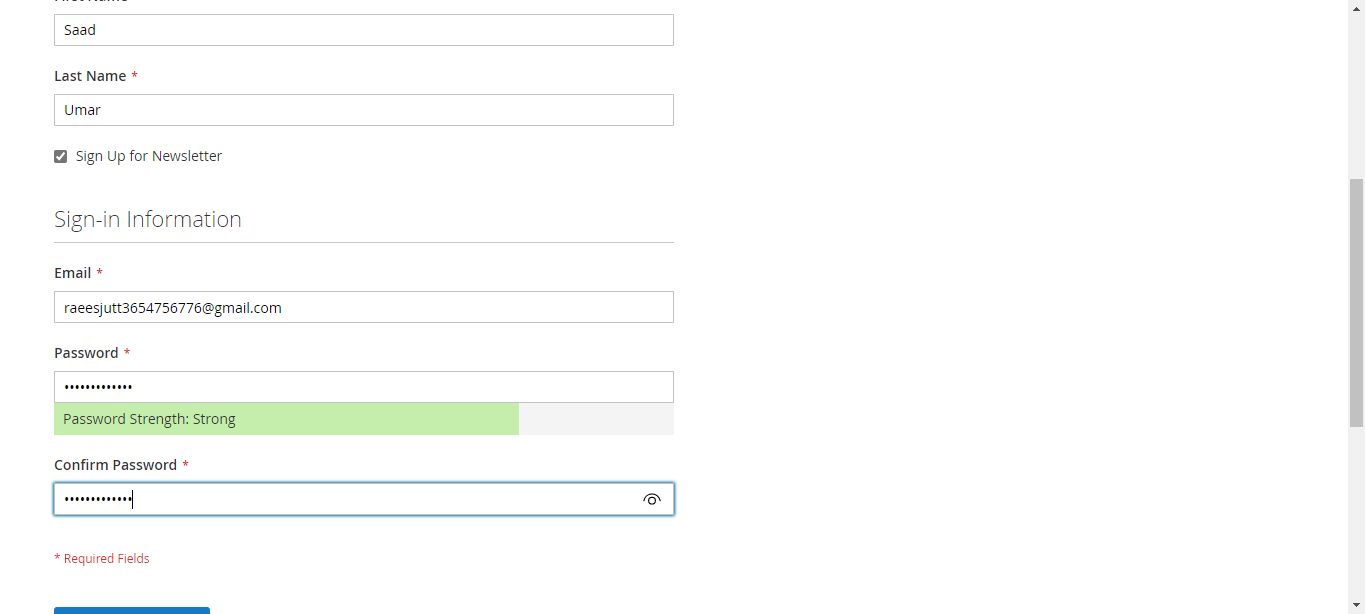 Saad
Last Name *
Umar
Sign Up for Newsletter
Sign-in Information
Email *
raeesjutt3654756776@gmail.com
Password *
•••••••••••••
Password Strength: Strong
Confirm Password *
•••••••••••••
* Required Fields